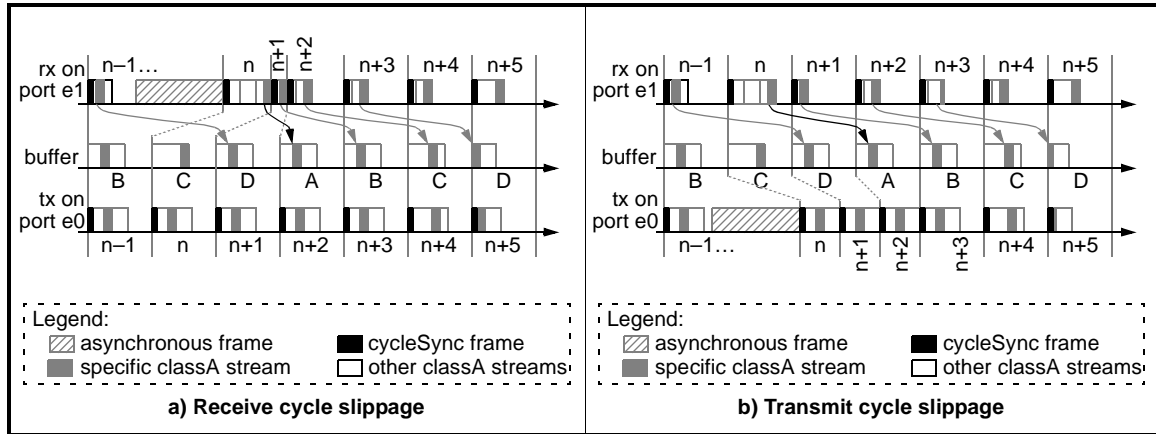 n–1… n n+1 n+2 n+3 n+4 n+5
rx on
port e1
buffer
B C D A B C D
tx on
port e0
n–1 n n+1 n+2 n+3 n+4 n+5
Legend:
asynchronous frame cycleSync frame
specific classA stream other classA streams
a) Receive cycle slippage
n–1 n n+1 n+2 n+3 n+4 n+5
rx on
port e1
buffer
B C D A B C D
tx on
port e0
n–1… n n+1 n+2 n+3 n+4 n+5
Legend:
asynchronous frame cycleSync frame
specific classA stream other classA streams
b) Transmit cycle slippage